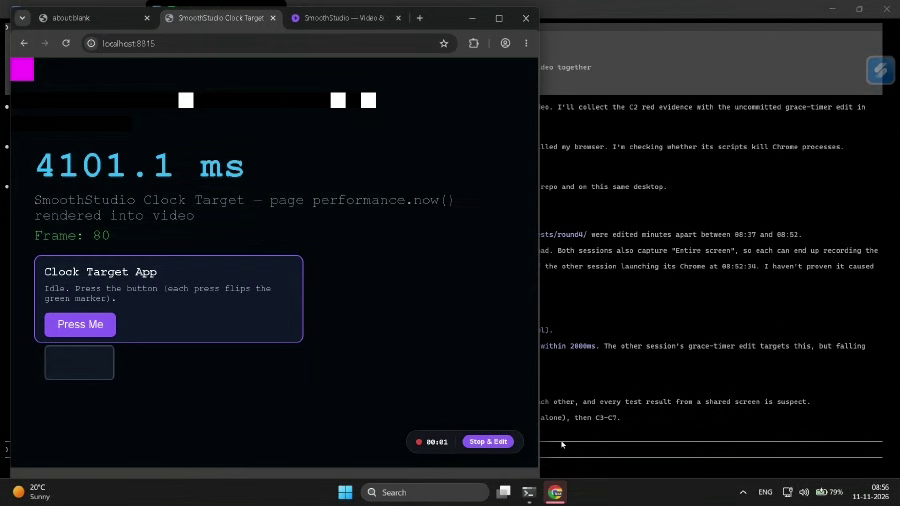 about:blank
SmoothStudio Clock Target
SmoothStudio — Video &
localhost:8815
4101.1 ms
SmoothStudio Clock Target — page performance.now()
rendered into video
Frame: 80
Clock Target App
Idle. Press the button (each press flips the
green marker).
Press Me
00:01
Stop & Edit
deo together
deo. I'll collect the C2 red evidence with the uncommitted grace-timer edit in
lled my browser. I'm checking whether its scripts kill Chrome processes.
repo and on this same desktop.
sts/round4/ were edited minutes apart between 08:37 and 08:52.
ad. Both sessions also capture "Entire screen", so each can end up recording the
the other session launching its Chrome at 08:52:34. I haven't proven it caused
l].
within 2000ms. The other session's grace-timer edit targets this, but falling
ach other, and every test result from a shared screen is suspect.
alone), then C3–C7.
20°C
Sunny
Search
ENG
79%
08:56
11-11-2026